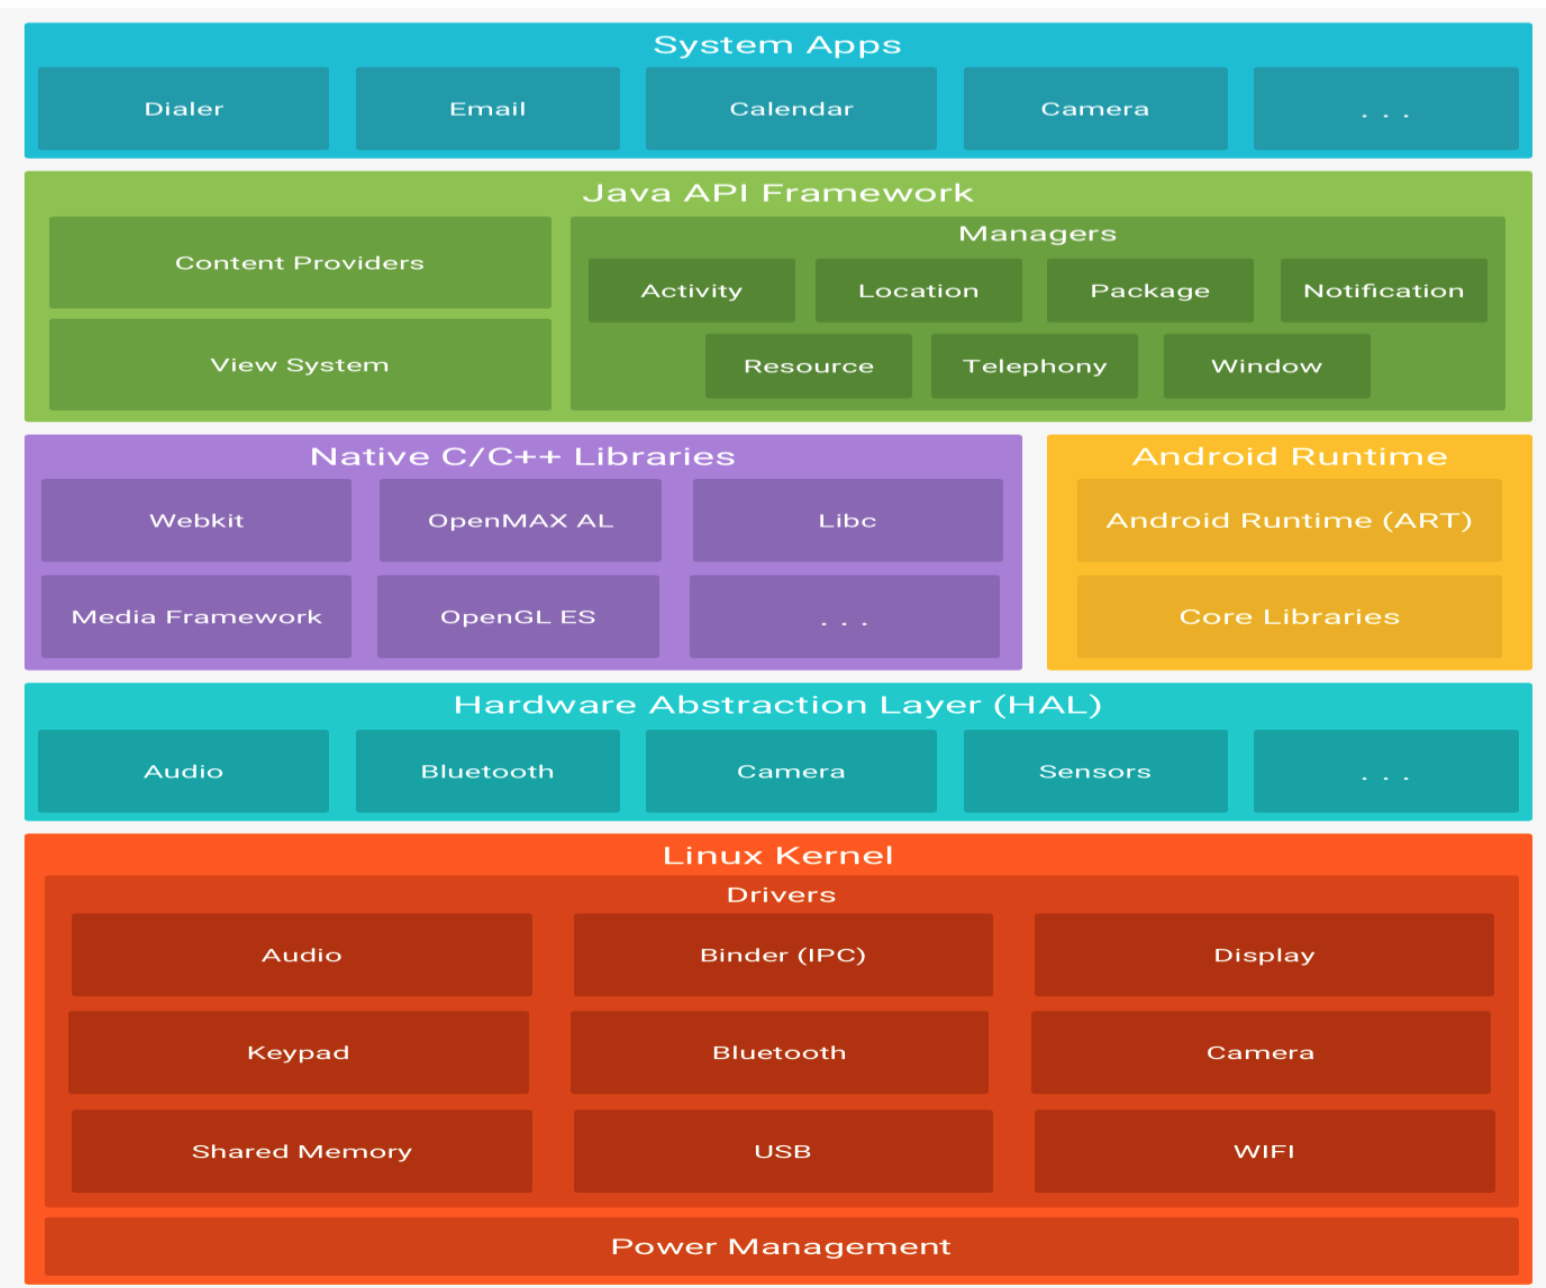 System Apps
Dialer Email Calendar Camera . . .
Java API Framework
Content Providers
View System
Managers
Activity Location Package Notification
Resource Telephony Window
Native C/C++ Libraries
Webkit OpenMAX AL Libc
Media Framework OpenGL ES . . .
Android Runtime
Android Runtime (ART)
Core Libraries
Hardware Abstraction Layer (HAL)
Audio Bluetooth Camera Sensors . . .
Linux Kernel
Drivers
Audio Binder (IPC) Display
Keypad Bluetooth Camera
Shared Memory USB WIFI
Power Management